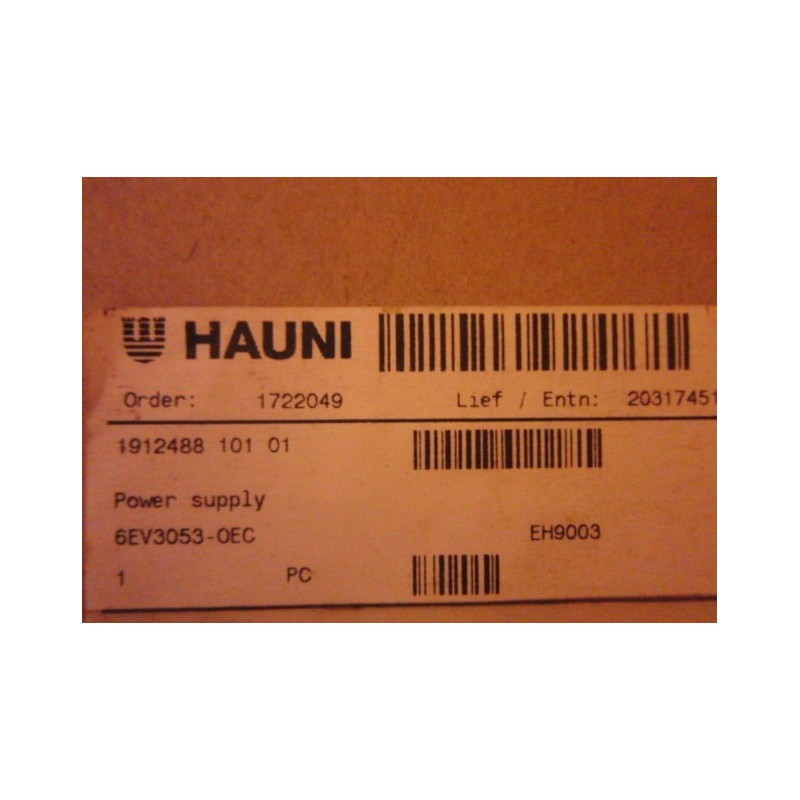 HAUNI
Order: 1722049 Lief / Entn: 20317451
1912488 101 01
Power supply
6EV3053-0EC EH9003
1 PC